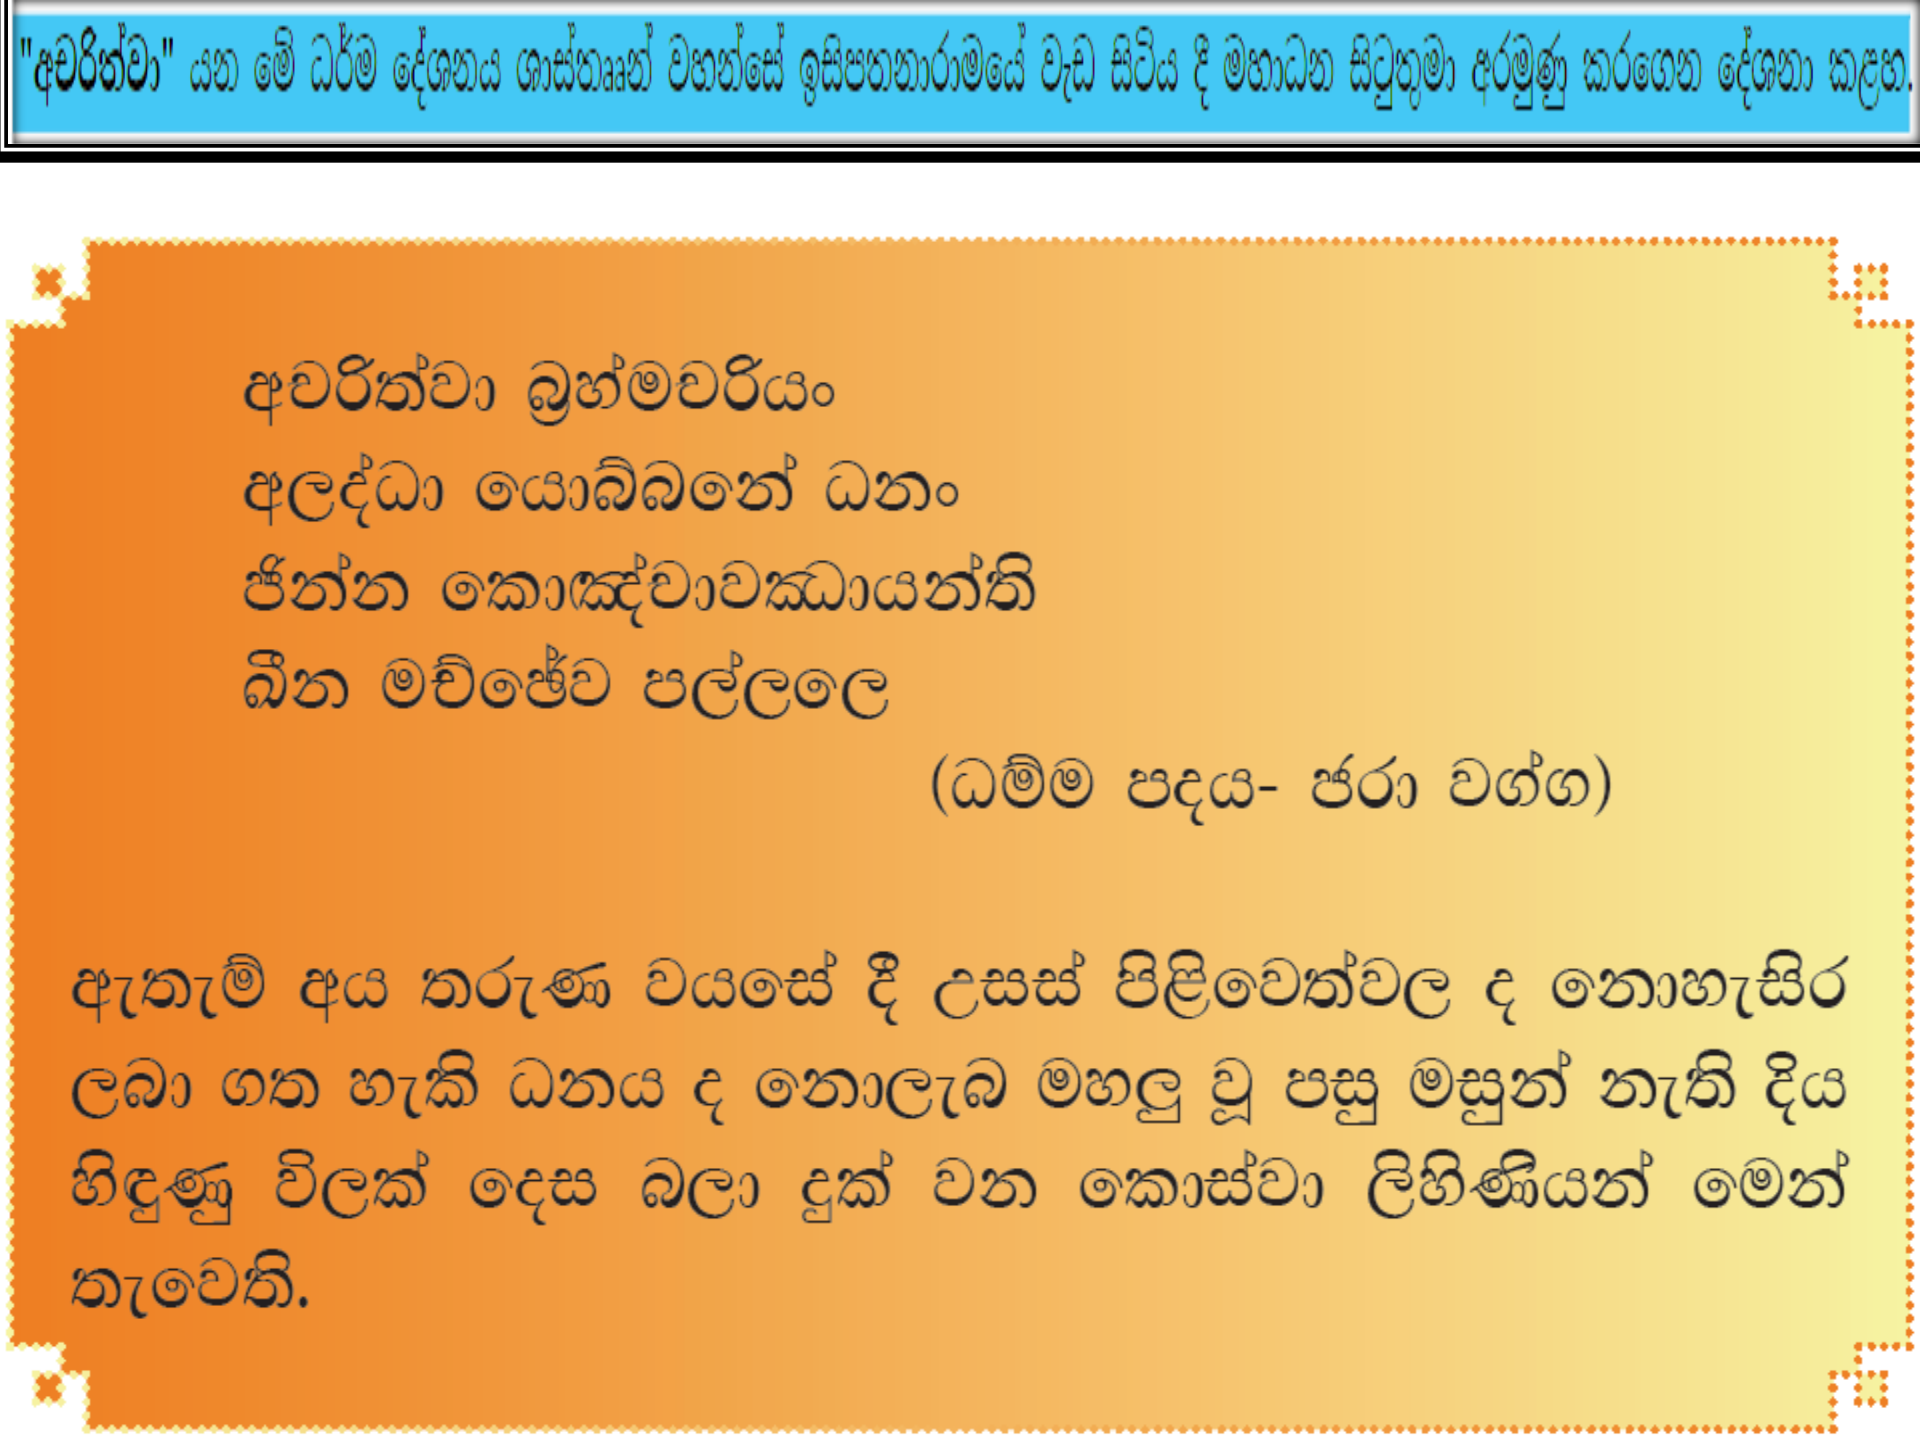 "අචරිත්වා" යන මේ ධර්ම දේශනය ශාස්තෲන් වහන්සේ ඉසිපතනාරාමයේ වැඩ සිටිය දී මහාධන සිටුතුමා අරමුණු කරගෙන දේශනා කළහ.
අචරිත්වා බ්‍රහ්මචරියං
අලද්ධා යොබ්බනේ ධනං
ජින්න කොඤ්චාවඣායන්ති
ඛීන මච්ඡේව පල්ලලෙ
(ධම්ම පදය- ජරා වග්ග)
ඇතැම් අය තරුණ වයසේ දී උසස් පිළිවෙත්වල ද නොහැසිර
ලබා ගත හැකි ධනය ද නොලැබ මහලු වූ පසු මසුන් නැති දිය
හිඳුණු විලක් දෙස බලා දුක් වන කොස්වා ලිහිණියන් මෙන්
තැවෙති.